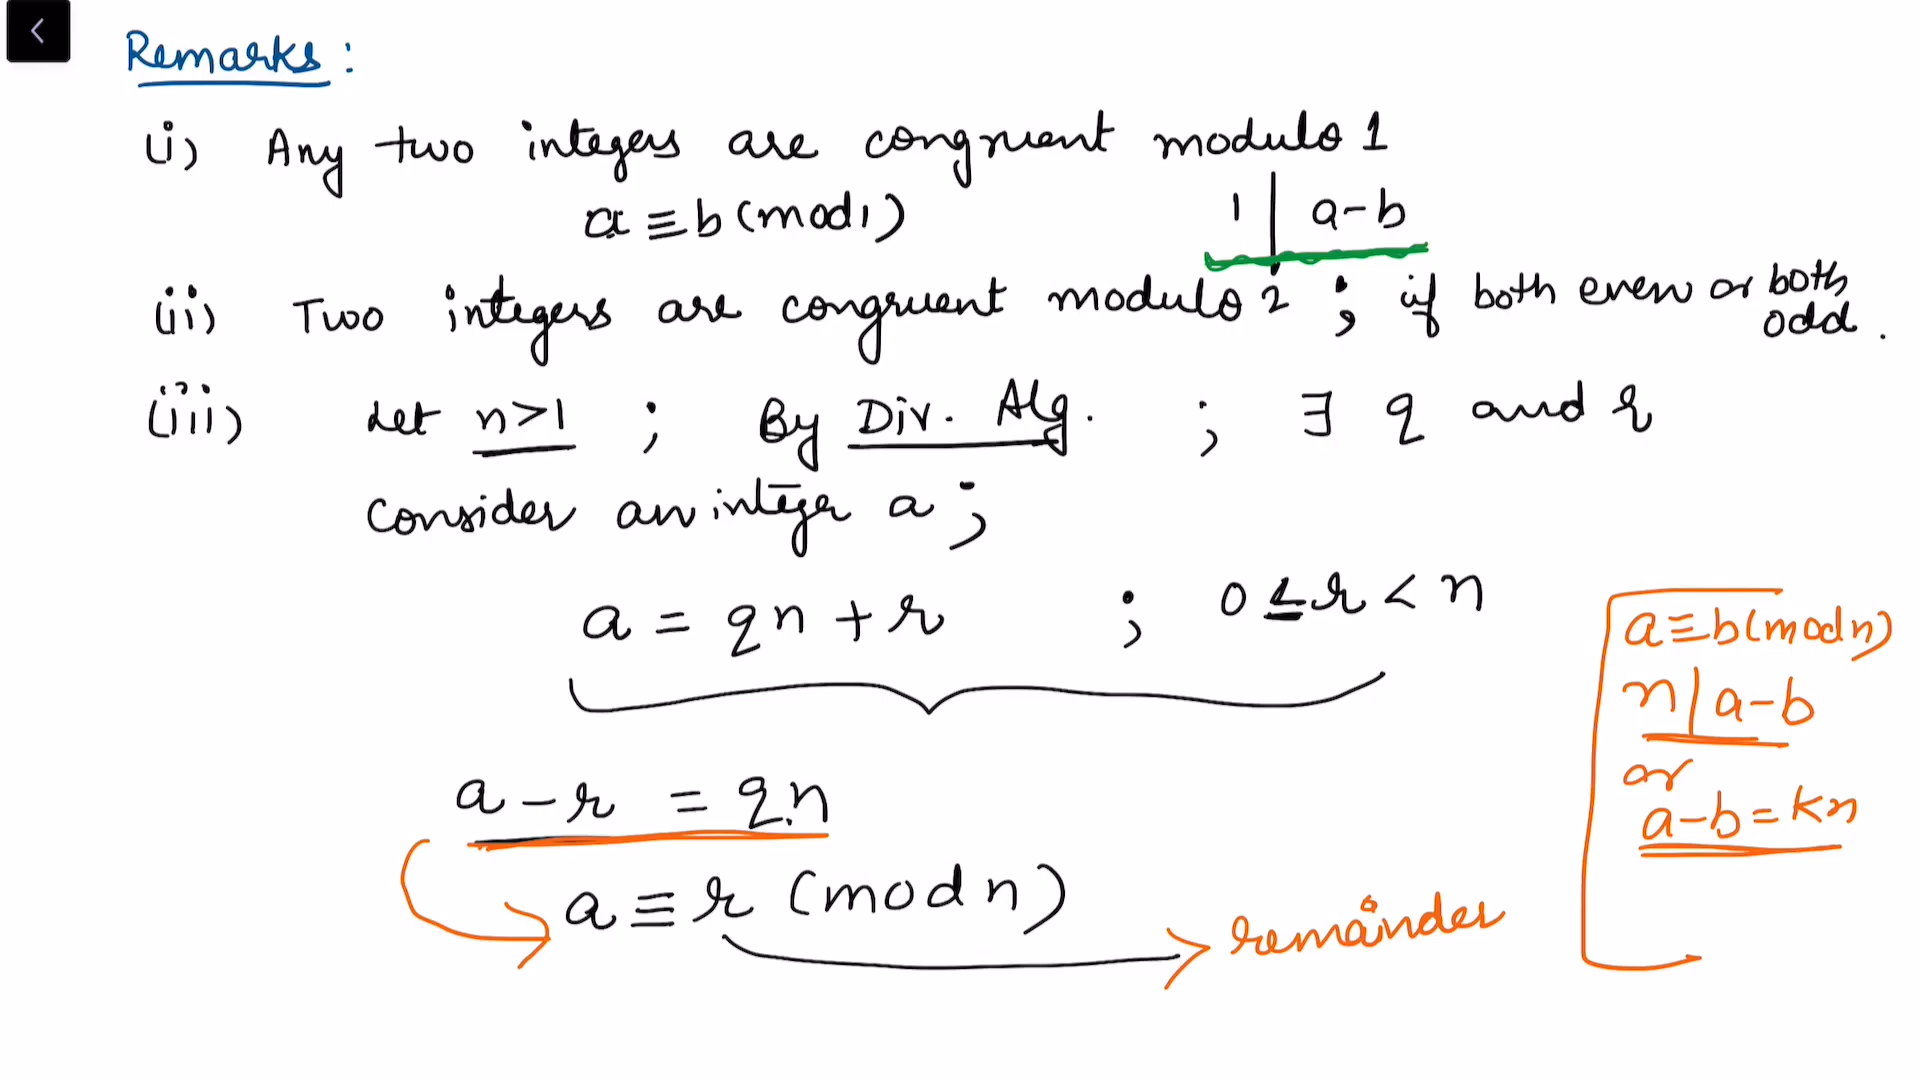 Remarks :
(i) Any two integers are congruent modulo 1
a ≡ b (mod 1) 1 | a-b
(ii) Two integers are congruent modulo 2 ; if both even or both odd .
(iii) Let n>1 ; By Div. Alg. ; ∃ q and r
Consider an integer a ;
a = qn + r ; 0 ≤ r < n
a - r = qn
a ≡ r (mod n)
remainder
a ≡ b (mod n)
n | a-b
or
a-b = kn